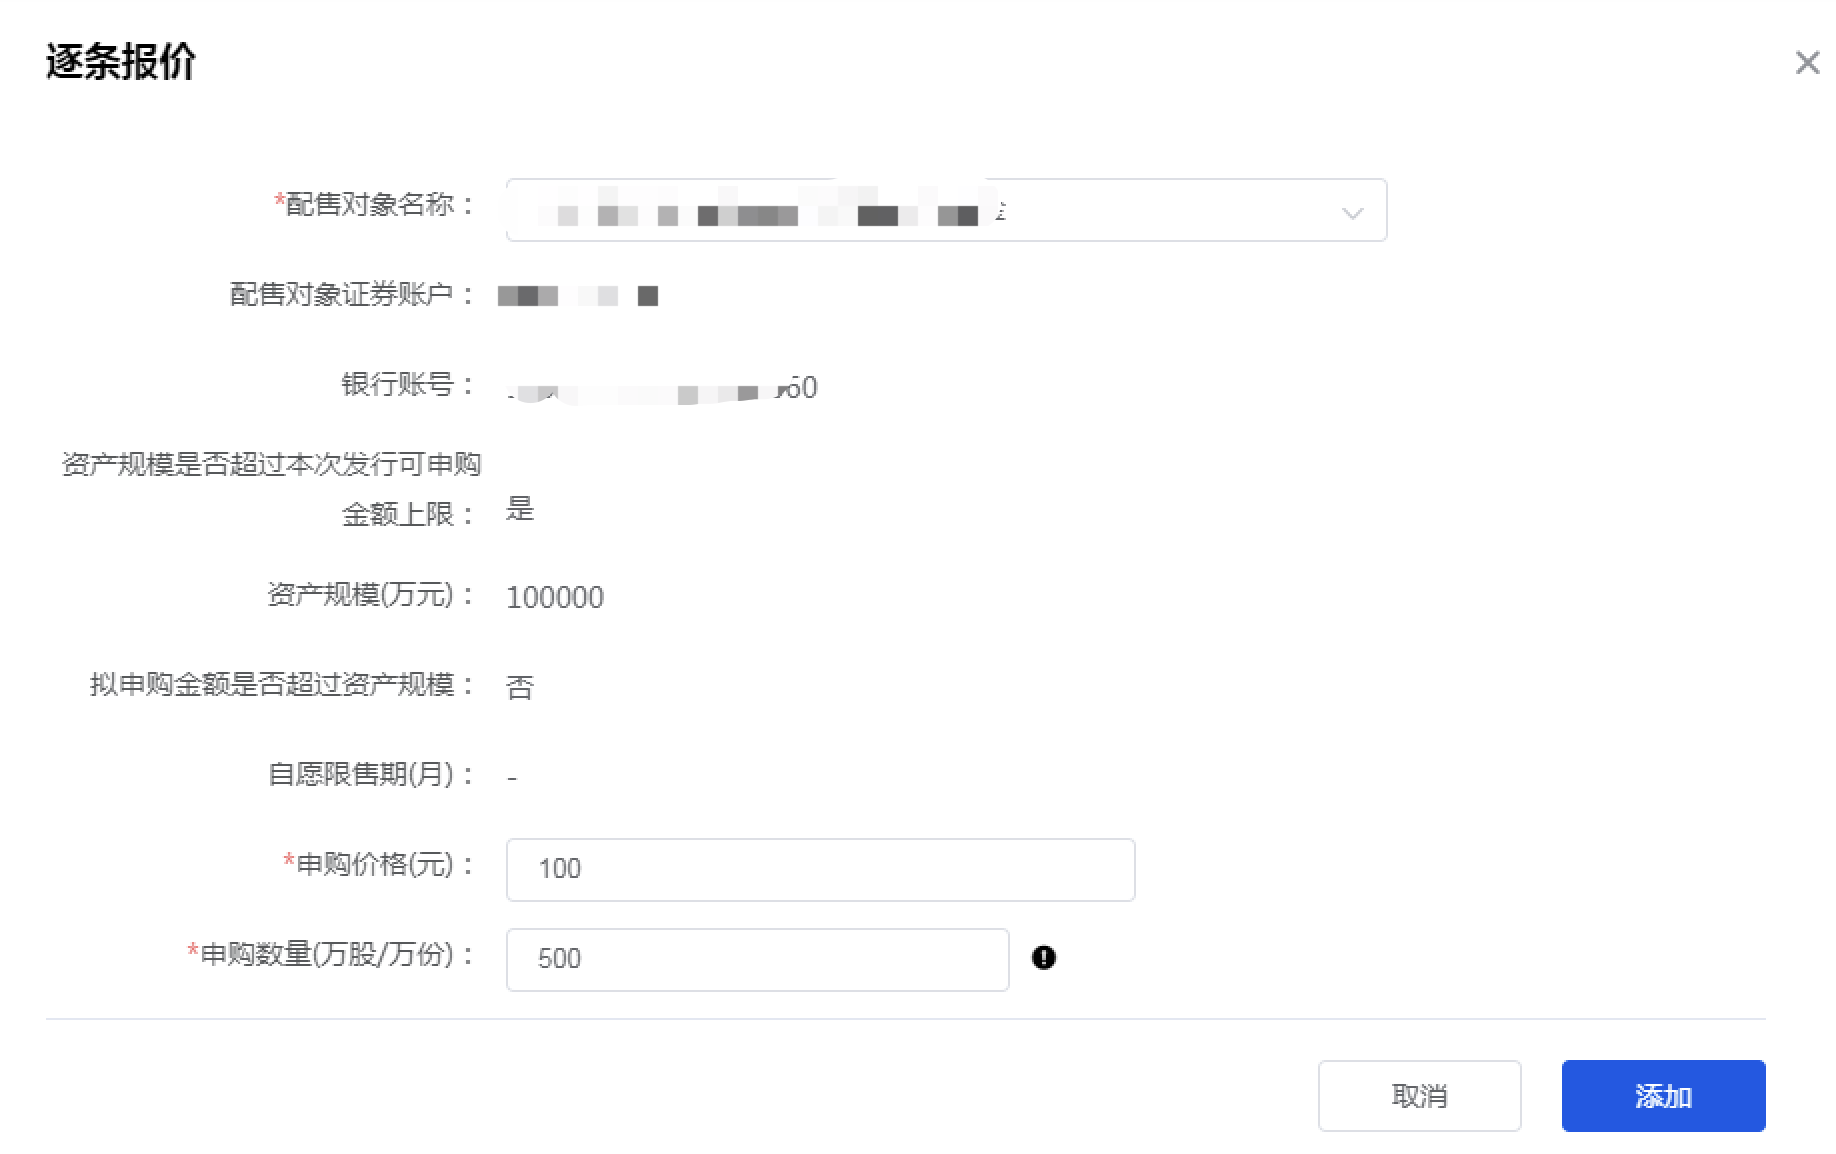 逐条报价
*配售对象名称：
配售对象证券账户：
银行账号： 60
资产规模是否超过本次发行可申购
金额上限： 是
资产规模(万元)： 100000
拟申购金额是否超过资产规模： 否
自愿限售期(月)： -
*申购价格(元)： 100
*申购数量(万股/万份)： 500
取消 添加